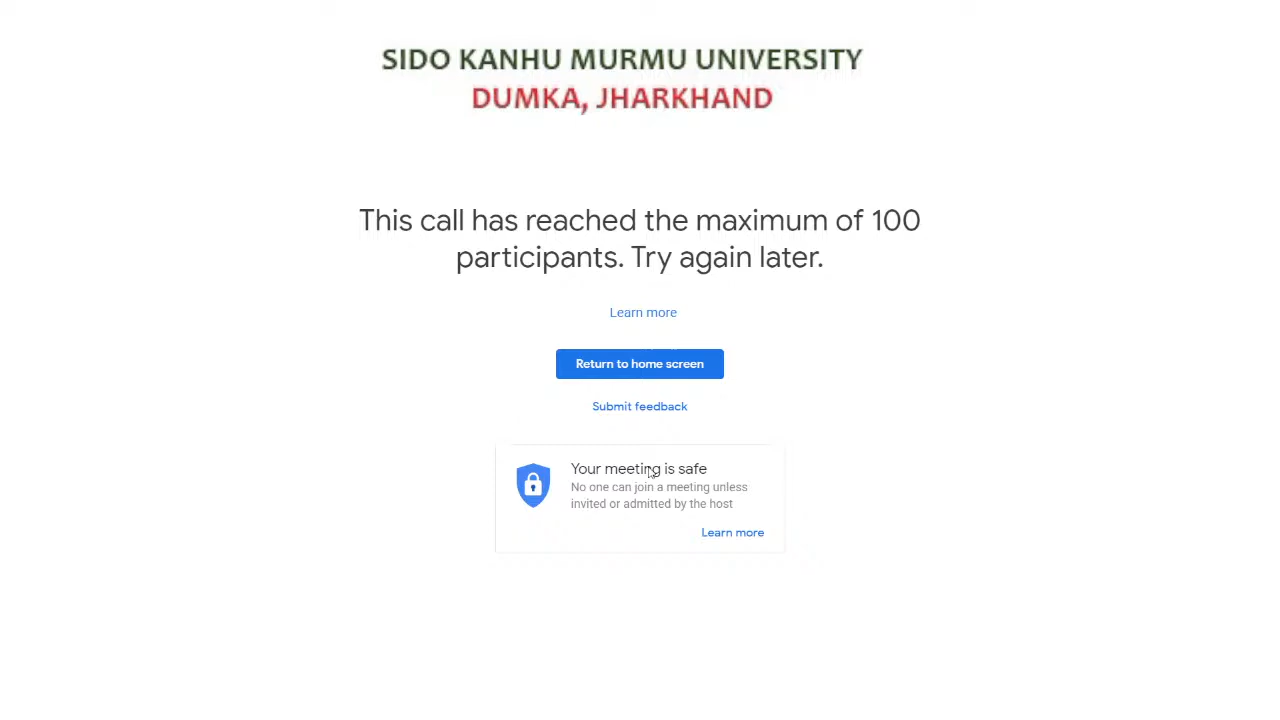 SIDO KANHU MURMU UNIVERSITY
DUMKA, JHARKHAND
This call has reached the maximum of 100
participants. Try again later.
Learn more
Return to home screen
Submit feedback
Your meeting is safe
No one can join a meeting unless
invited or admitted by the host
Learn more